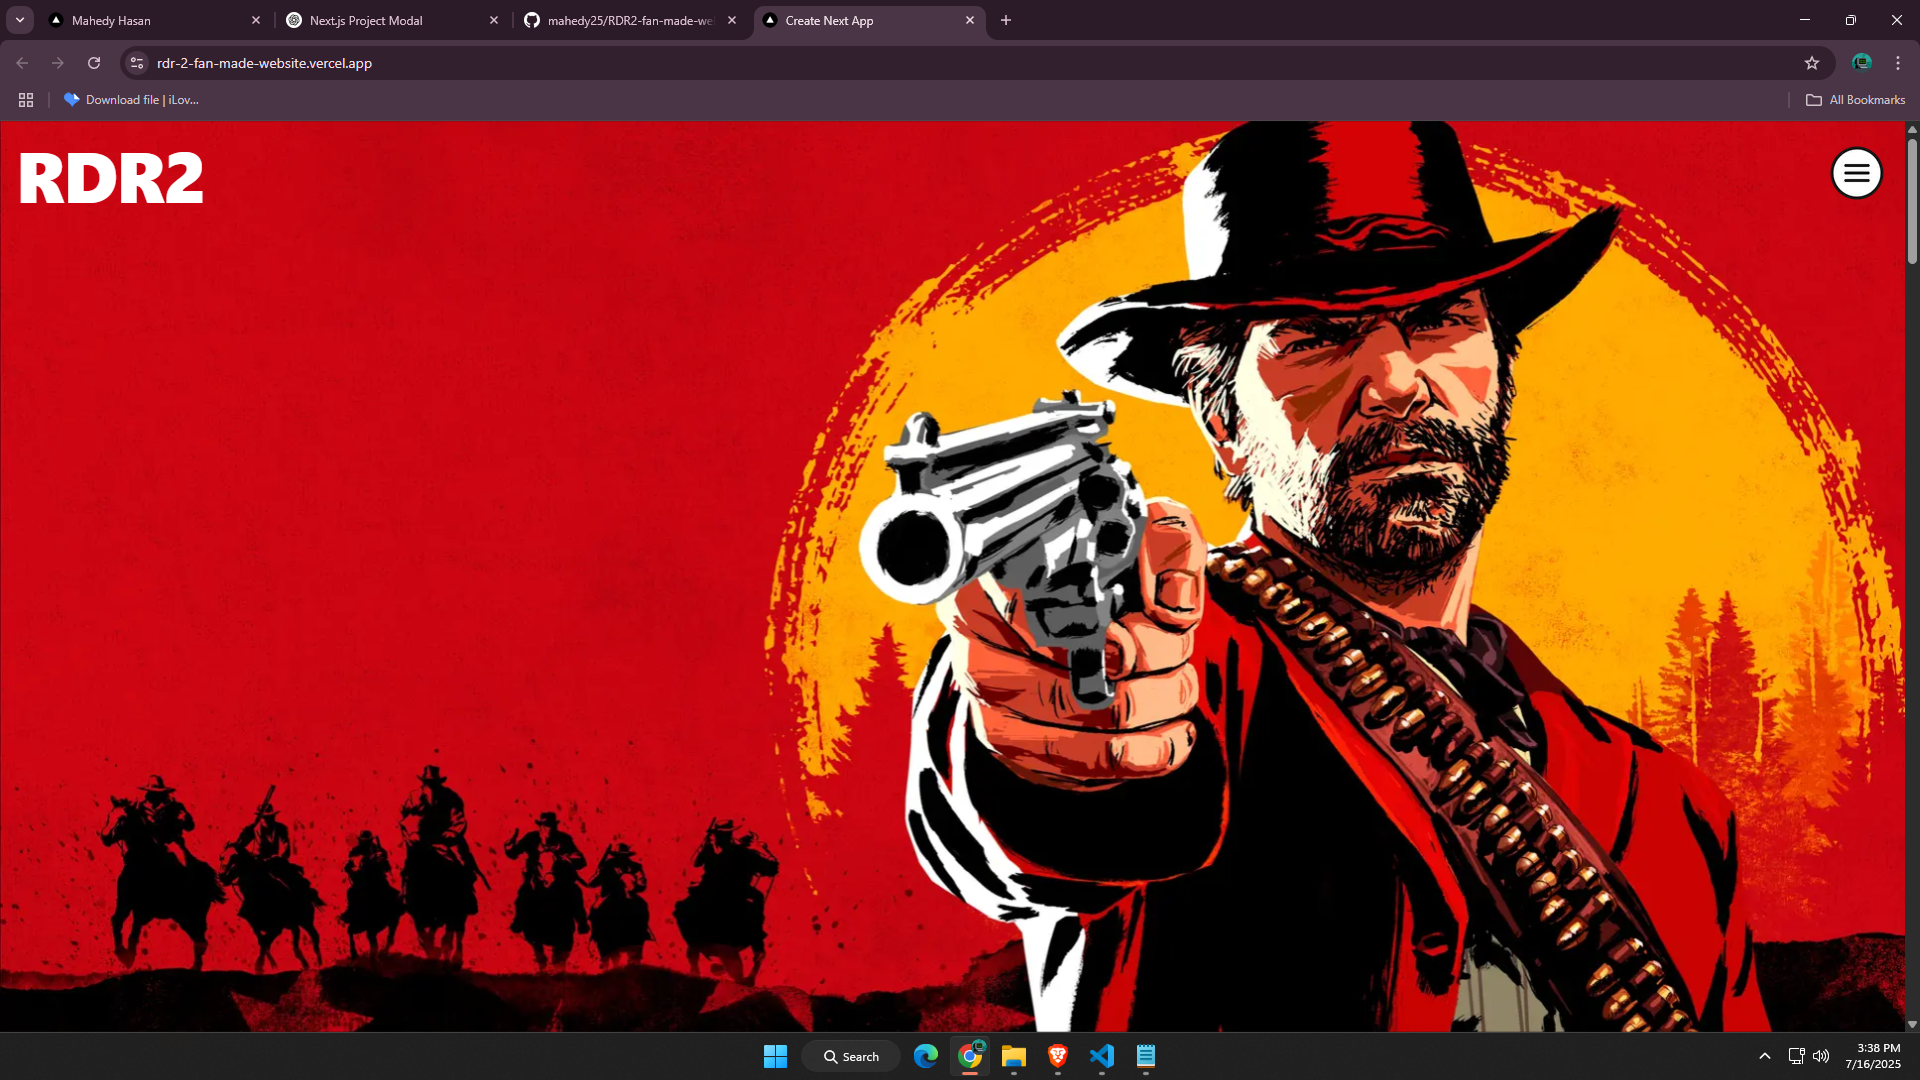 Mahedy Hasan
Next.js Project Modal
mahedy25/RDR2-fan-made-we
Create Next App
rdr-2-fan-made-website.vercel.app
Download file | iLov...
All Bookmarks
RDR2
Search
3:38 PM
7/16/2025